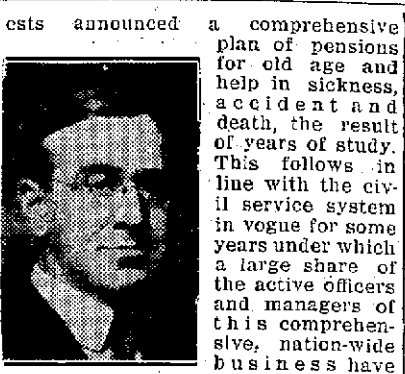 ests announced a comprehensive
plan of pensions
for old age and
help in sickness,
accident and
death, the result
of years of study.
This follows in
line with the civ-
il service system
in vogue for some
years under which
a large share of
the active officers
and managers of
this comprehen-
sive, nation-wide
business have